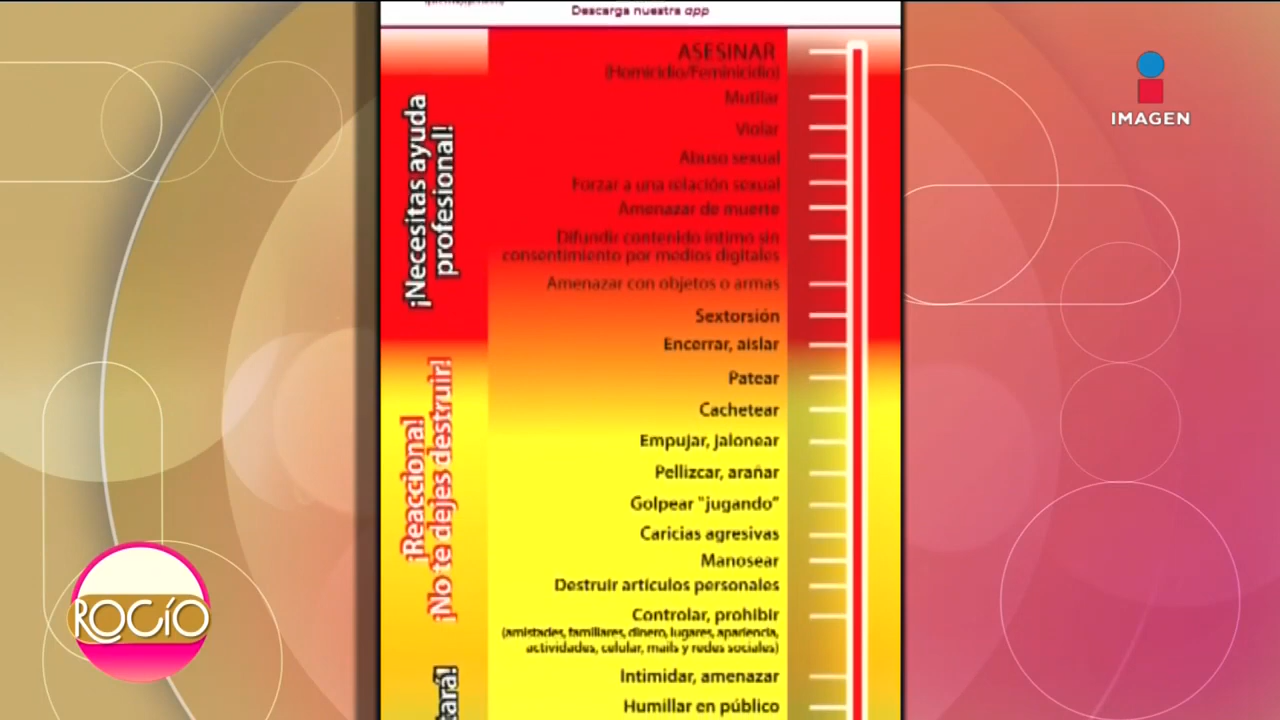 Descarga nuestra app
ASESINAR
(Homicidio/Feminicidio)
Mutilar
Violar
Abuso sexual
Forzar a una relación sexual
Amenazar de muerte
Difundir contenido íntimo sin
consentimiento por medios digitales
Amenazar con objetos o armas
Sextorsión
Encerrar, aislar
Patear
Cachetear
Empujar, jalonear
Pellizcar, arañar
Golpear "jugando"
Caricias agresivas
Manosear
Destruir artículos personales
Controlar, prohibir
(amistades, familiares, dinero, lugares, apariencia,
actividades, celular, mails y redes sociales)
Intimidar, amenazar
Humillar en público
¡Necesitas ayuda
profesional!
¡Reacciona!
¡No te dejes destruir!
tará!
IMAGEN
ROCÍO